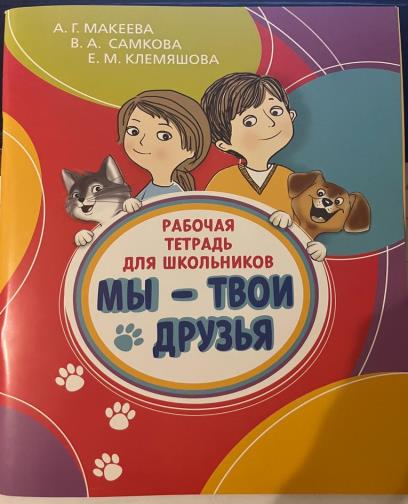 А. Г. МАКЕЕВА
В. А. САМКОВА
Е. М. КЛЕМЯШОВА
РАБОЧАЯ
ТЕТРАДЬ
ДЛЯ ШКОЛЬНИКОВ
МЫ – ТВОИ
ДРУЗЬЯ